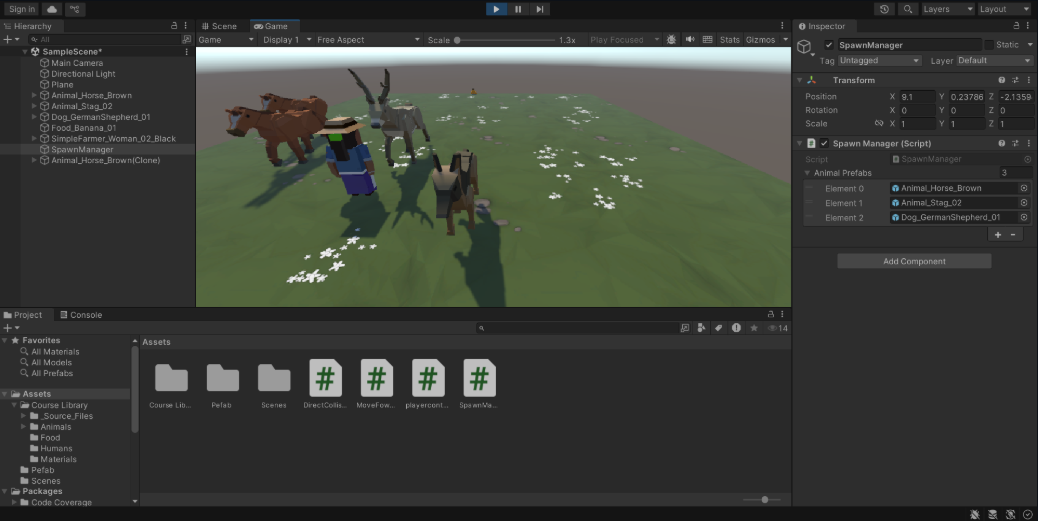 Sign in
Layers
Layout
Hierarchy
All
SampleScene*
Main Camera
Directional Light
Plane
Animal_Horse_Brown
Animal_Stag_02
Dog_GermanShepherd_01
Food_Banana_01
SimpleFarmer_Woman_02_Black
SpawnManager
Animal_Horse_Brown(Clone)
Scene
Game
Game
Display 1
Free Aspect
Scale
1.3x
Play Focused
Stats
Gizmos
Inspector
SpawnManager
Static
Tag Untagged
Layer Default
Transform
Position X 9.1 Y 0.23786 Z -2.1359
Rotation X 0 Y 0 Z 0
Scale X 1 Y 1 Z 1
Spawn Manager (Script)
Script SpawnManager
Animal Prefabs 3
Element 0 Animal_Horse_Brown
Element 1 Animal_Stag_02
Element 2 Dog_GermanShepherd_01
+ -
Add Component
Project
Console
14
Favorites
All Materials
All Models
All Prefabs
Assets
Course Library
_Source_Files
Animals
Food
Humans
Materials
Pefab
Scenes
Packages
Code Coverage
Assets
Course Lib...
Pefab
Scenes
DirectCollis...
MoveFow...
playercont...
SpawnMa...